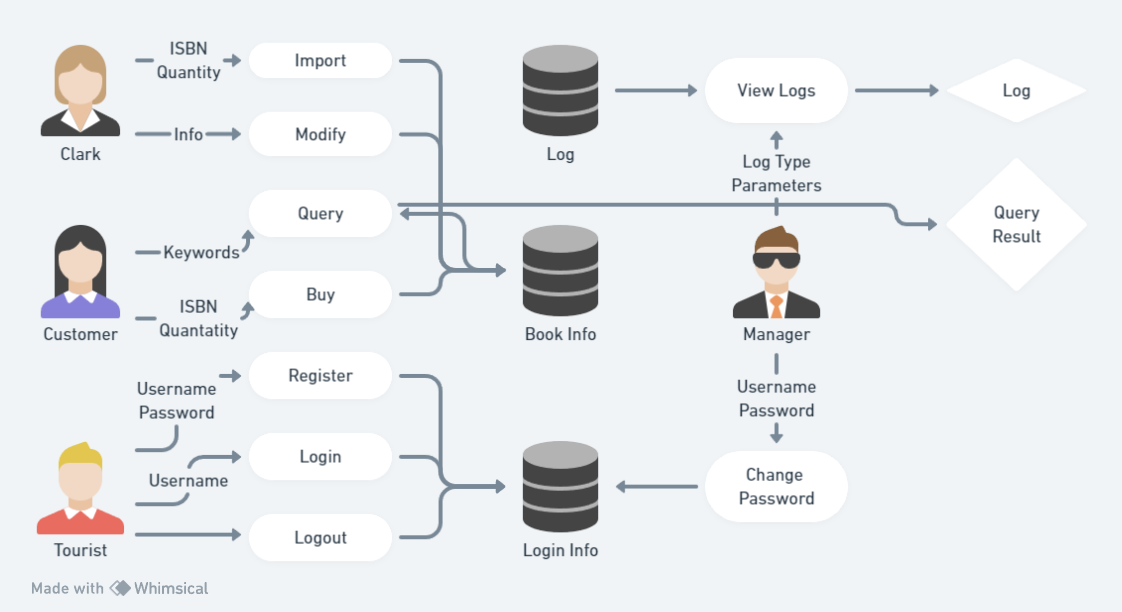 ISBN
Quantity
Import
Clark
Info
Modify
Log
View Logs
Log
Log Type
Parameters
Keywords
Query
Query
Result
Customer
ISBN
Quantatity
Buy
Book Info
Manager
Username
Password
Register
Username
Password
Username
Login
Change
Password
Tourist
Logout
Login Info
Made with Whimsical